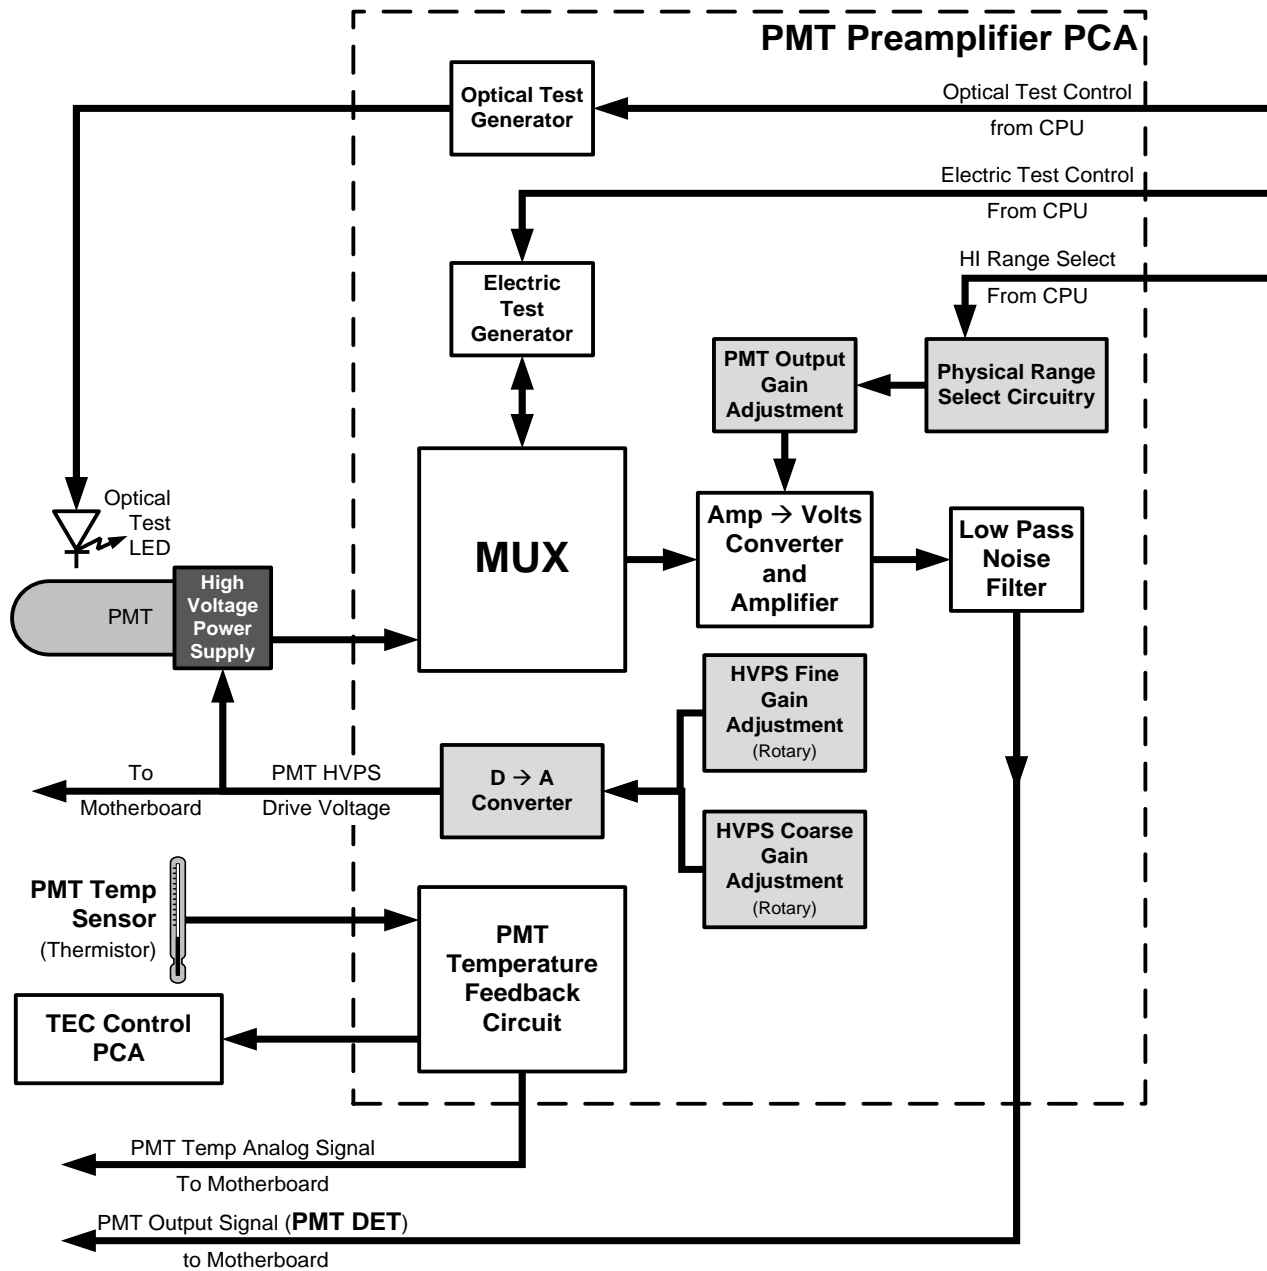 PMT Preamplifier PCA
Optical Test
Generator
Optical Test Control
from CPU
Electric Test Control
From CPU
HI Range Select
From CPU
Electric
Test
Generator
PMT Output
Gain
Adjustment
Physical Range
Select Circuitry
Optical
Test
LED
MUX
Amp → Volts
Converter
and
Amplifier
Low Pass
Noise
Filter
PMT
High
Voltage
Power
Supply
HVPS Fine
Gain
Adjustment
(Rotary)
To
Motherboard
PMT HVPS
Drive Voltage
D → A
Converter
HVPS Coarse
Gain
Adjustment
(Rotary)
PMT Temp
Sensor
(Thermistor)
PMT
Temperature
Feedback
Circuit
TEC Control
PCA
PMT Temp Analog Signal
To Motherboard
PMT Output Signal (PMT DET)
to Motherboard